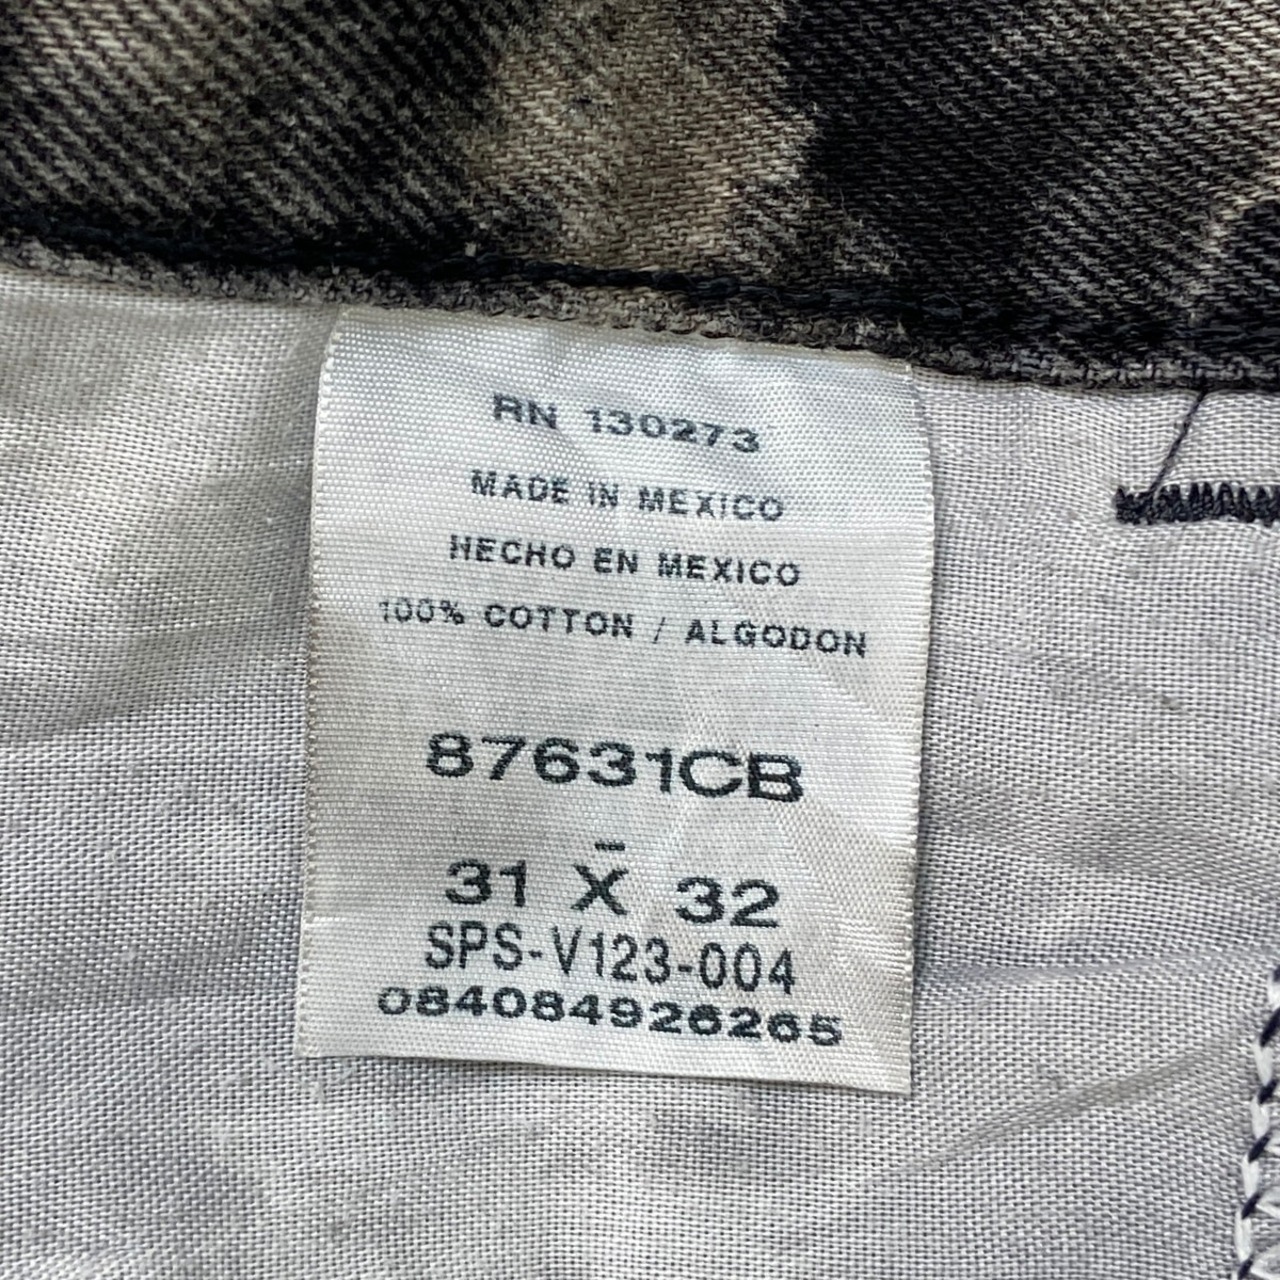 RN 130273
MADE IN MEXICO
HECHO EN MEXICO
100% COTTON / ALGODON
87631CB
31 X 32
SPS-V123-004
084084926265